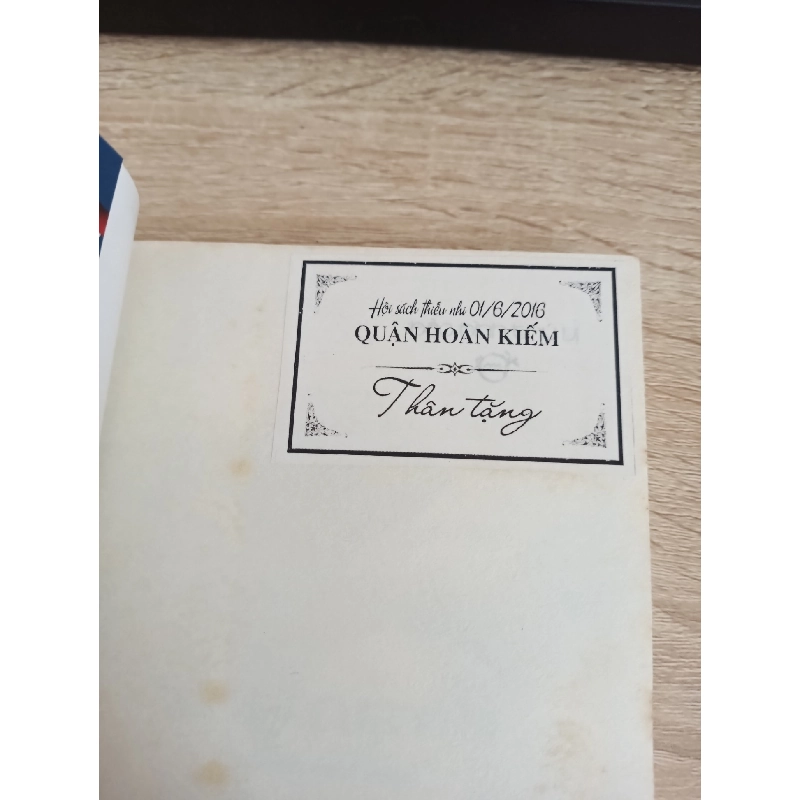 Hội sách thiếu nhi 01/6/2016
QUẬN HOÀN KIẾM
Thân tặng